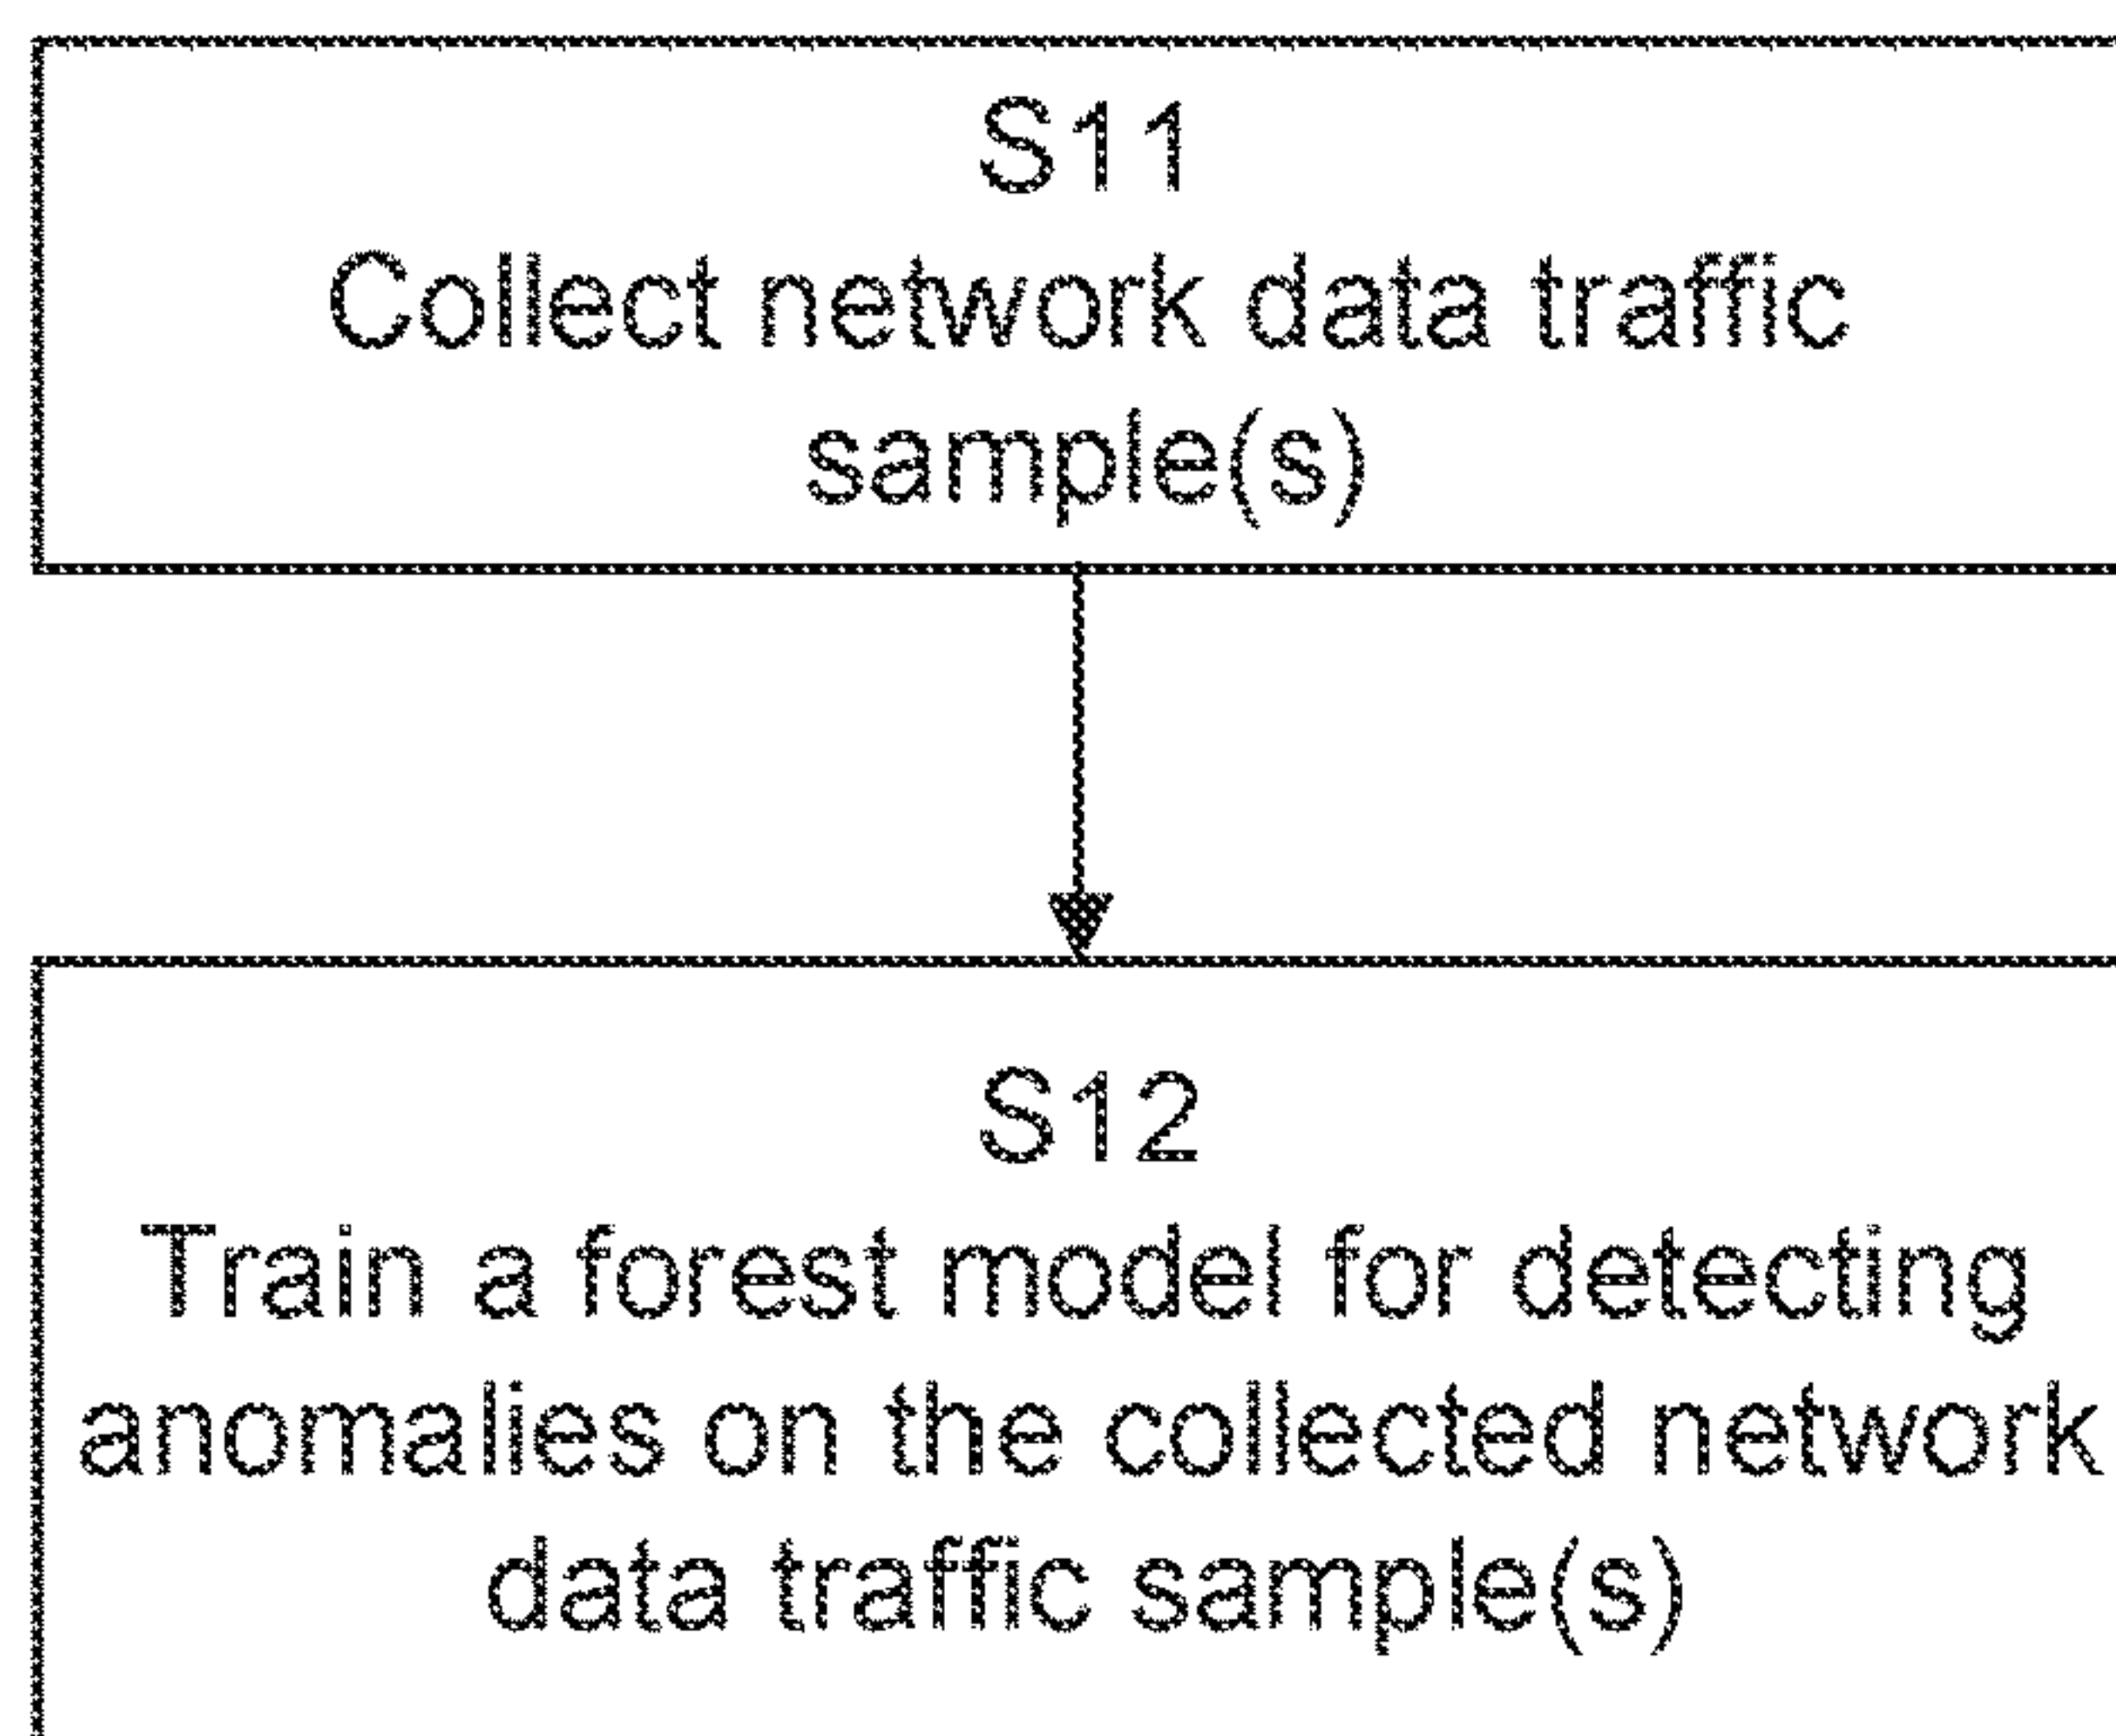 S11
Collect network data traffic
sample(s)
S12
Train a forest model for detecting
anomalies on the collected network
data traffic sample(s)